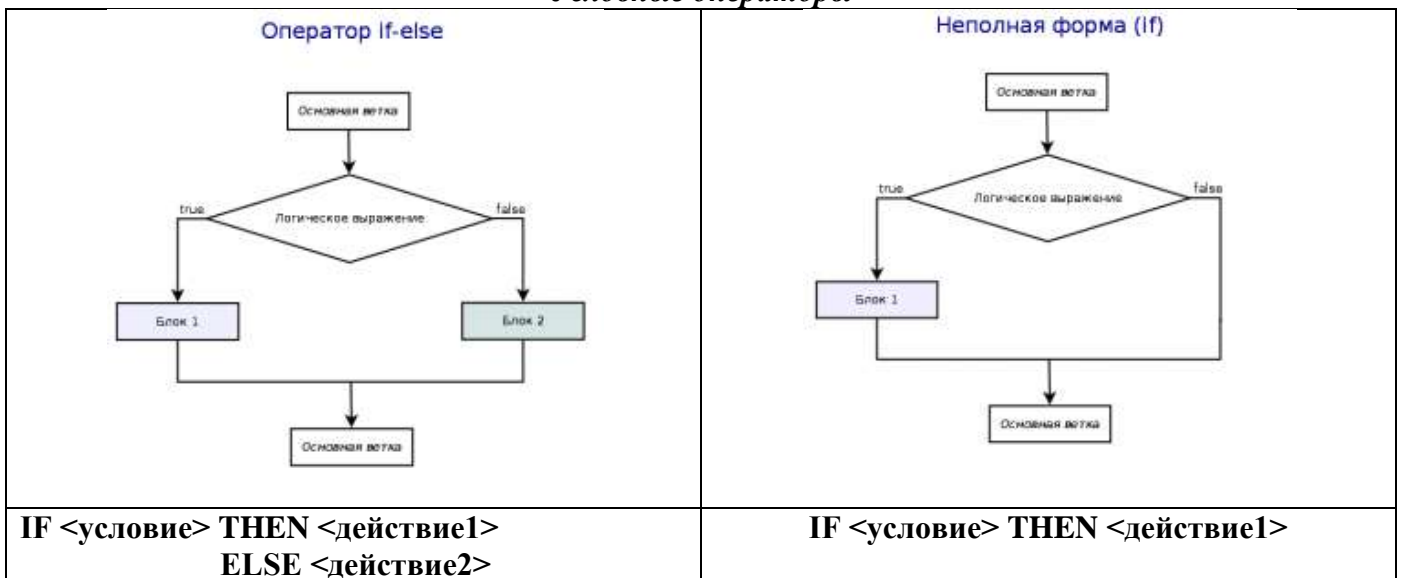 Оператор if-else
Основная ветка
Логическое выражение
true
false
Блок 1
Блок 2
Основная ветка
IF <условие> THEN <действие1>
ELSE <действие2>
Неполная форма (if)
Основная ветка
Логическое выражение
true
false
Блок 1
Основная ветка
IF <условие> THEN <действие1>